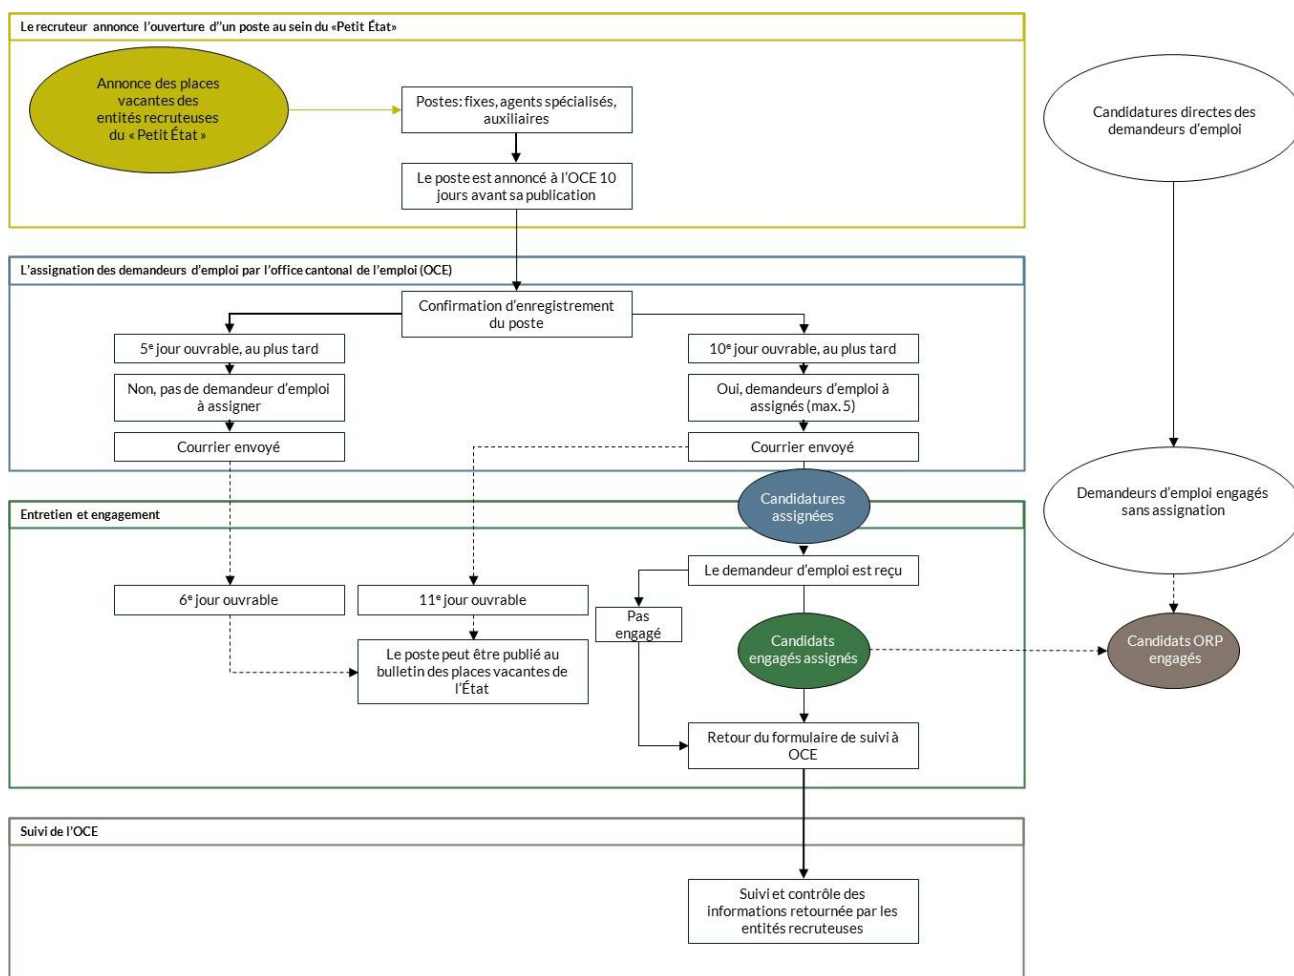 Le recruteur annonce l’ouverture d’'un poste au sein du «Petit État»
Annonce des places
vacantes des
entités recruteuses
du « Petit État »
Postes: fixes, agents spécialisés,
auxiliaires
Le poste est annoncé à l’OCE 10
jours avant sa publication
Candidatures directes des
demandeurs d’emploi
L’assignation des demandeurs d’emploi par l’office cantonal de l’emploi (OCE)
Confirmation d’enregistrement
du poste
5e jour ouvrable, au plus tard
10e jour ouvrable, au plus tard
Non, pas de demandeur d’emploi
à assigner
Oui, demandeurs d’emploi à
assignés (max. 5)
Courrier envoyé
Courrier envoyé
Candidatures
assignées
Demandeurs d’emploi engagés
sans assignation
Entretien et engagement
Le demandeur d’emploi est reçu
6e jour ouvrable
11e jour ouvrable
Pas
engagé
Candidats
engagés assignés
Candidats ORP
engagés
Le poste peut être publié au
bulletin des places vacantes de
l’État
Retour du formulaire de suivi à
OCE
Suivi de l’OCE
Suivi et contrôle des
informations retournée par les
entités recruteuses